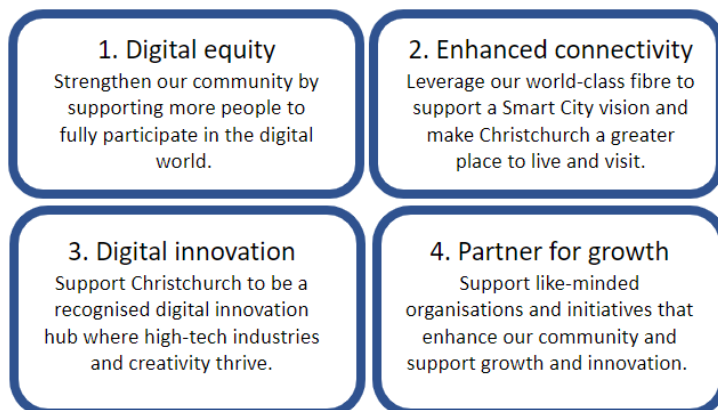 1. Digital equity
Strengthen our community by
supporting more people to
fully participate in the digital
world.
2. Enhanced connectivity
Leverage our world-class fibre to
support a Smart City vision and
make Christchurch a greater
place to live and visit.
3. Digital innovation
Support Christchurch to be a
recognised digital innovation
hub where high-tech industries
and creativity thrive.
4. Partner for growth
Support like-minded
organisations and initiatives that
enhance our community and
support growth and innovation.